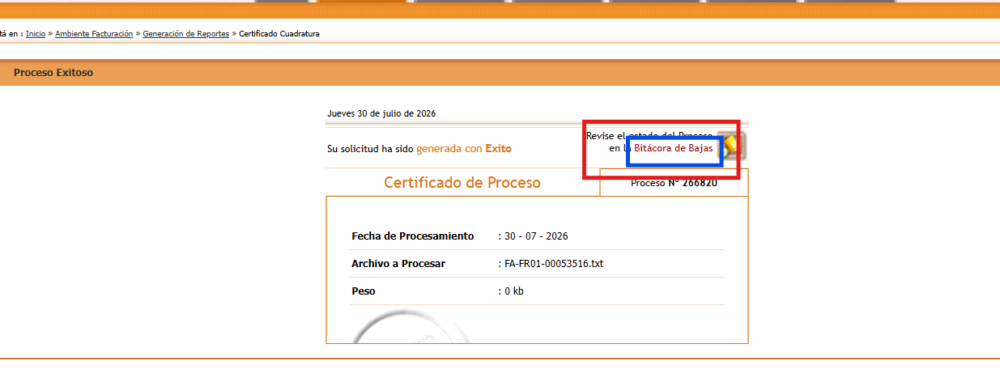 tá en : Inicio » Ambiente Facturación » Generación de Reportes » Certificado Cuadratura
Proceso Exitoso
Jueves 30 de julio de 2026
Su solicitud ha sido generada con Exito
Revise el estado del Proceso
en la Bitácora de Bajas
Certificado de Proceso
Proceso N° 266820
Fecha de Procesamiento : 30 - 07 - 2026
Archivo a Procesar : FA-FR01-00053516.txt
Peso : 0 kb